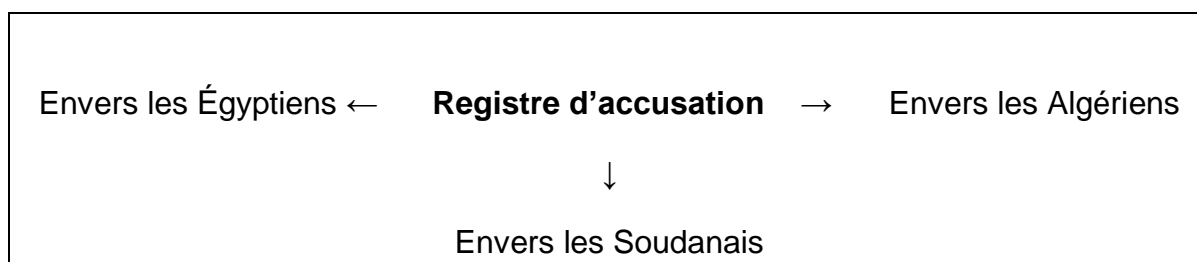 Envers les Égyptiens ← Registre d’accusation → Envers les Algériens
↓
Envers les Soudanais